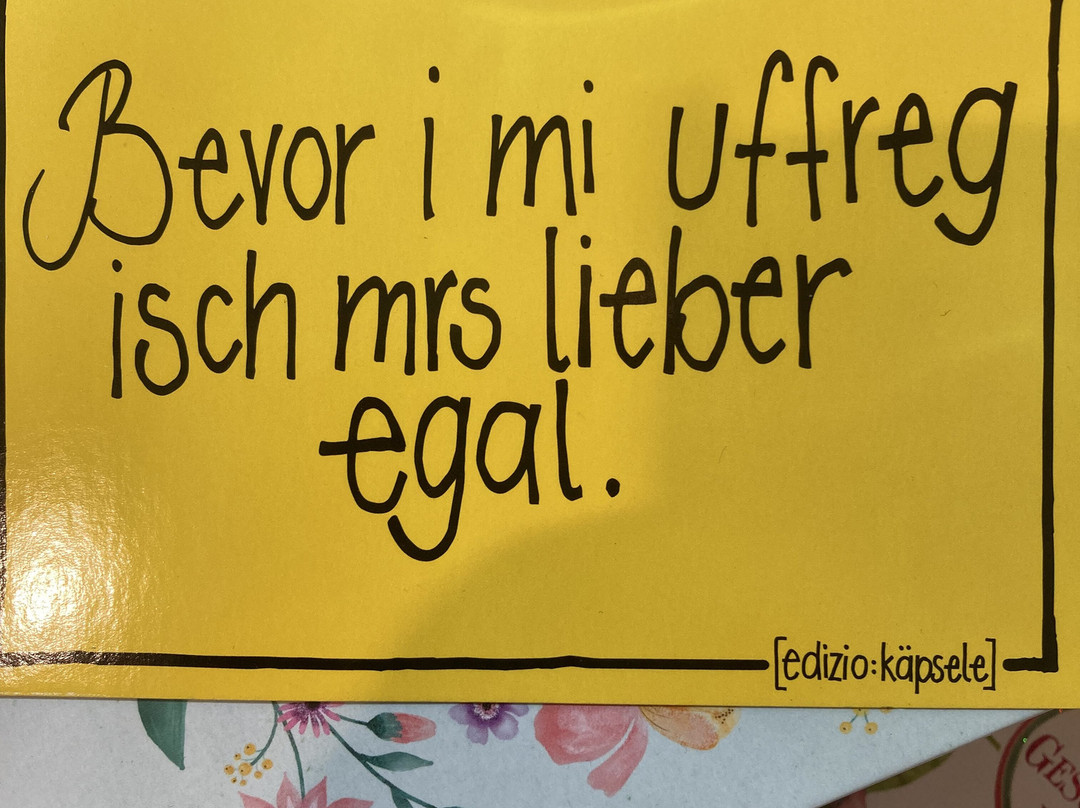 Bevor i mi uffreg
isch mrs lieber
egal.
[edizio:käpsele]